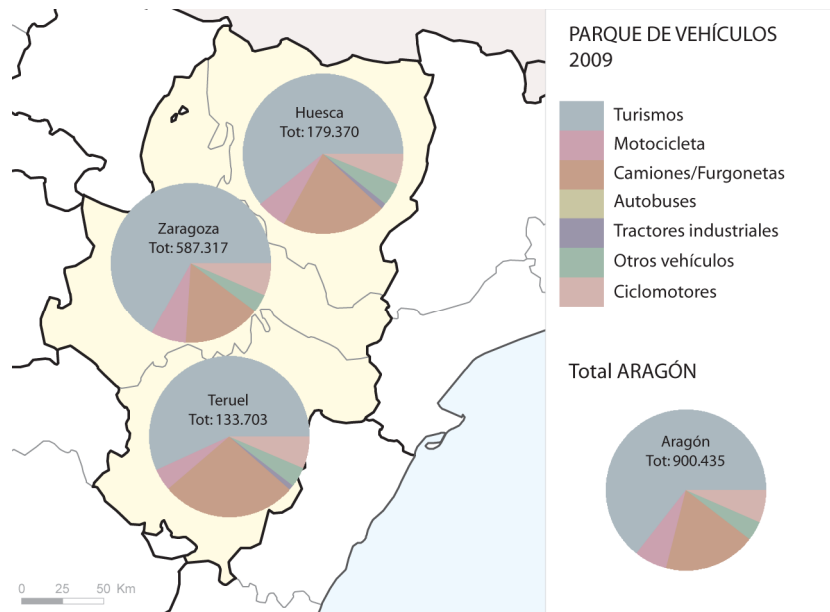 PARQUE DE VEHÍCULOS
2009
Turismos
Motocicleta
Camiones/Furgonetas
Autobuses
Tractores industriales
Otros vehículos
Ciclomotores
Huesca
Tot: 179.370
Zaragoza
Tot: 587.317
Teruel
Tot: 133.703
Total ARAGÓN
Aragón
Tot: 900.435
0 25 50 Km